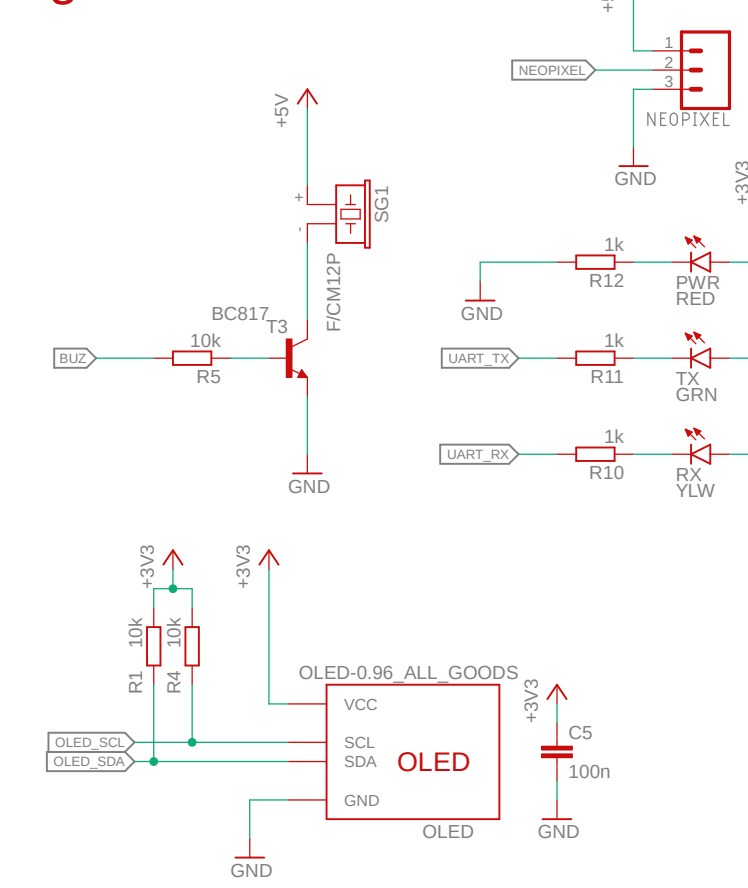 1
NEOPIXEL
2
3
NEOPIXEL
GND
+5V
+
-
SG1
F/CM12P
+3V3
1k
R12
PWR
RED
GND
BC817
T3
10k
BUZ
R5
1k
UART_TX
R11
TX
GRN
1k
UART_RX
R10
RX
YLW
GND
+3V3
+3V3
10k
10k
R1
R4
OLED-0.96_ALL_GOODS
VCC
+3V3
C5
OLED_SCL
SCL
OLED_SDA
SDA
OLED
100n
GND
OLED
GND
GND